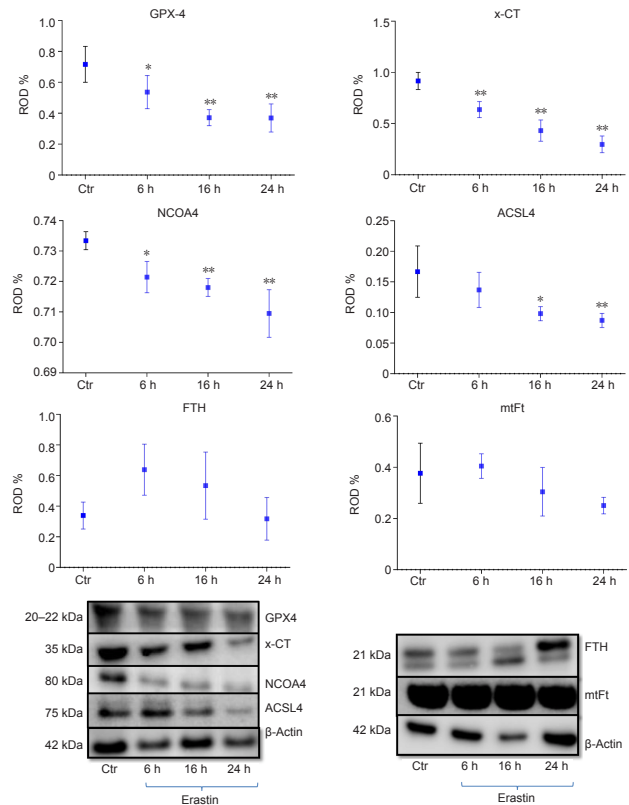 GPX-4
ROD %
1.0
0.8
0.6
0.4
0.2
0
*
**
**
Ctr 6 h 16 h 24 h
x-CT
ROD %
1.5
1.0
0.5
0
**
**
**
Ctr 6 h 16 h 24 h
NCOA4
ROD %
0.74
0.73
0.72
0.71
0.70
0.69
*
**
**
Ctr 6 h 16 h 24 h
ACSL4
ROD %
0.25
0.20
0.15
0.10
0.05
0.00
*
**
Ctr 6 h 16 h 24 h
FTH
ROD %
1.0
0.8
0.6
0.4
0.2
0
Ctr 6 h 16 h 24 h
mtFt
ROD %
0.6
0.4
0.2
0
Ctr 6 h 16 h 24 h
20–22 kDa GPX4
35 kDa x-CT
80 kDa NCOA4
75 kDa ACSL4
42 kDa β-Actin
Ctr 6 h 16 h 24 h
Erastin
21 kDa FTH
21 kDa mtFt
42 kDa β-Actin
Ctr 6 h 16 h 24 h
Erastin